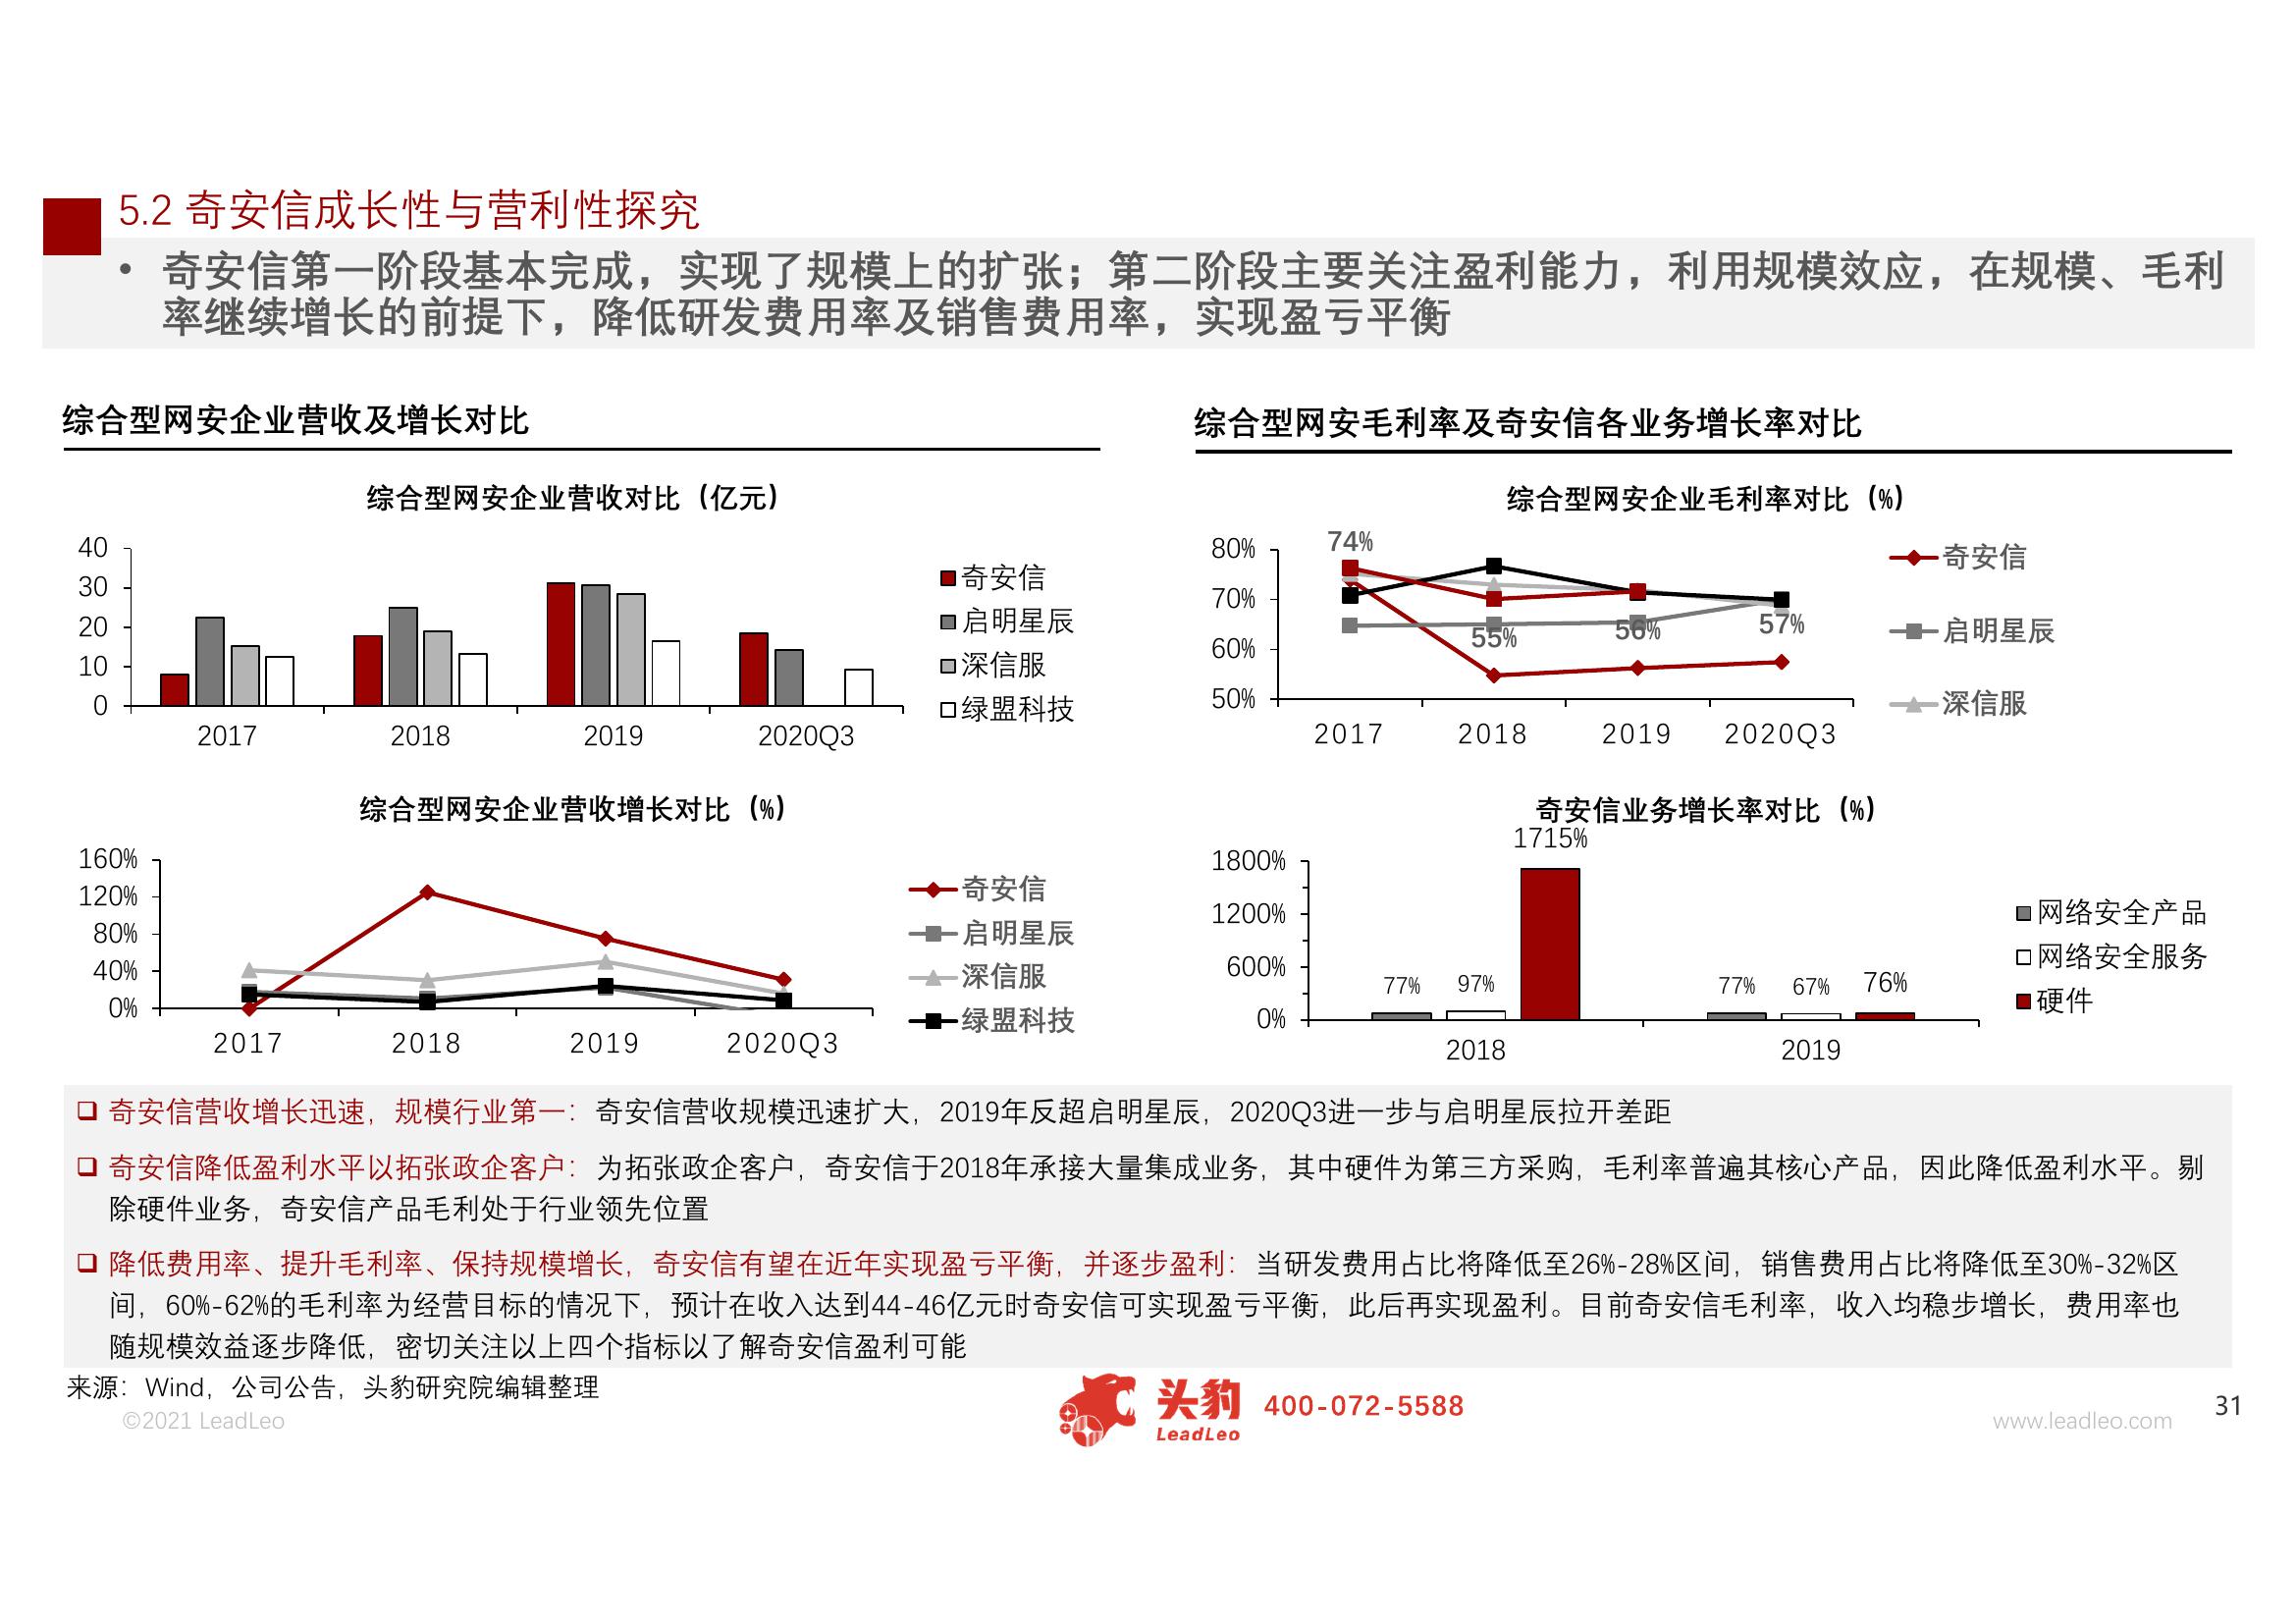 5.2 奇安信成长性与营利性探究
• 奇安信第一阶段基本完成，实现了规模上的扩张；第二阶段主要关注盈利能力，利用规模效应，在规模、毛利
率继续增长的前提下，降低研发费用率及销售费用率，实现盈亏平衡
综合型网安企业营收及增长对比
综合型网安企业营收对比（亿元）
40
30
20
10
0
2017 2018 2019 2020Q3
奇安信
启明星辰
深信服
绿盟科技
综合型网安企业营收增长对比（%）
160%
120%
80%
40%
0%
2017 2018 2019 2020Q3
奇安信
启明星辰
深信服
绿盟科技
综合型网安毛利率及奇安信各业务增长率对比
综合型网安企业毛利率对比（%）
80%
70%
60%
50%
74%
55% 56% 57%
2017 2018 2019 2020Q3
奇安信
启明星辰
深信服
奇安信业务增长率对比（%）
1800%
1200%
600%
0%
1715%
77% 97% 77% 67% 76%
2018 2019
网络安全产品
网络安全服务
硬件
❑ 奇安信营收增长迅速，规模行业第一：奇安信营收规模迅速扩大，2019年反超启明星辰，2020Q3进一步与启明星辰拉开差距
❑ 奇安信降低盈利水平以拓张政企客户：为拓张政企客户，奇安信于2018年承接大量集成业务，其中硬件为第三方采购，毛利率普遍其核心产品，因此降低盈利水平。剔
除硬件业务，奇安信产品毛利处于行业领先位置
❑ 降低费用率、提升毛利率、保持规模增长，奇安信有望在近年实现盈亏平衡，并逐步盈利：当研发费用占比将降低至26%-28%区间，销售费用占比将降低至30%-32%区
间，60%-62%的毛利率为经营目标的情况下，预计在收入达到44-46亿元时奇安信可实现盈亏平衡，此后再实现盈利。目前奇安信毛利率，收入均稳步增长，费用率也
随规模效益逐步降低，密切关注以上四个指标以了解奇安信盈利可能
来源：Wind，公司公告，头豹研究院编辑整理
©2021 LeadLeo
头豹
LeadLeo
400-072-5588
www.leadleo.com
31